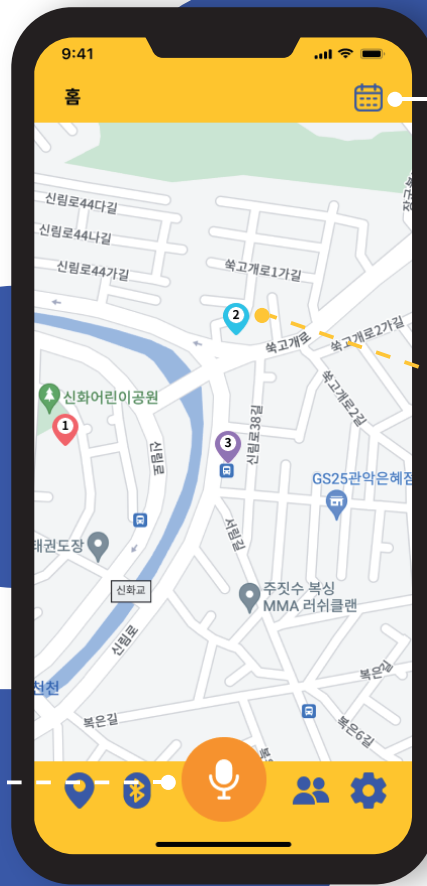 9:41
홈
신림로44다길
신림로44나길
신림로44가길
쑥고개로1가길
2
쑥고개로
쑥고개로2가길
쑥고개로2길
신화어린이공원
1
3
신림로38길
신림로
GS25관악은혜점
태권도장
서림길
신화교
주짓수 복싱
MMA 러쉬클랜
신림로
복은길
천천
복은길
복은6길